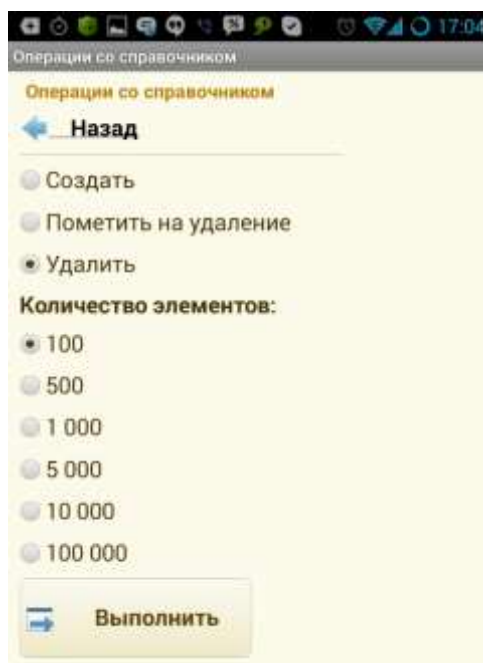 17:04
Операции со справочником
Операции со справочником
Назад
Создать
Пометить на удаление
Удалить
Количество элементов:
100
500
1 000
5 000
10 000
100 000
Выполнить